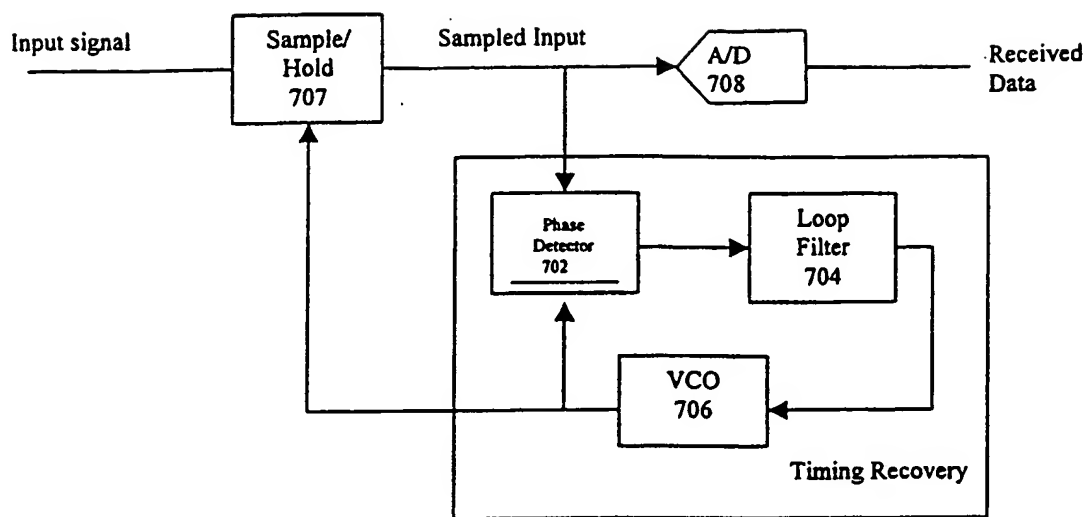 Input signal
Sample/
Hold
707
Sampled Input
A/D
708
Received
Data
Phase
Detector
702
Loop
Filter
704
VCO
706
Timing Recovery